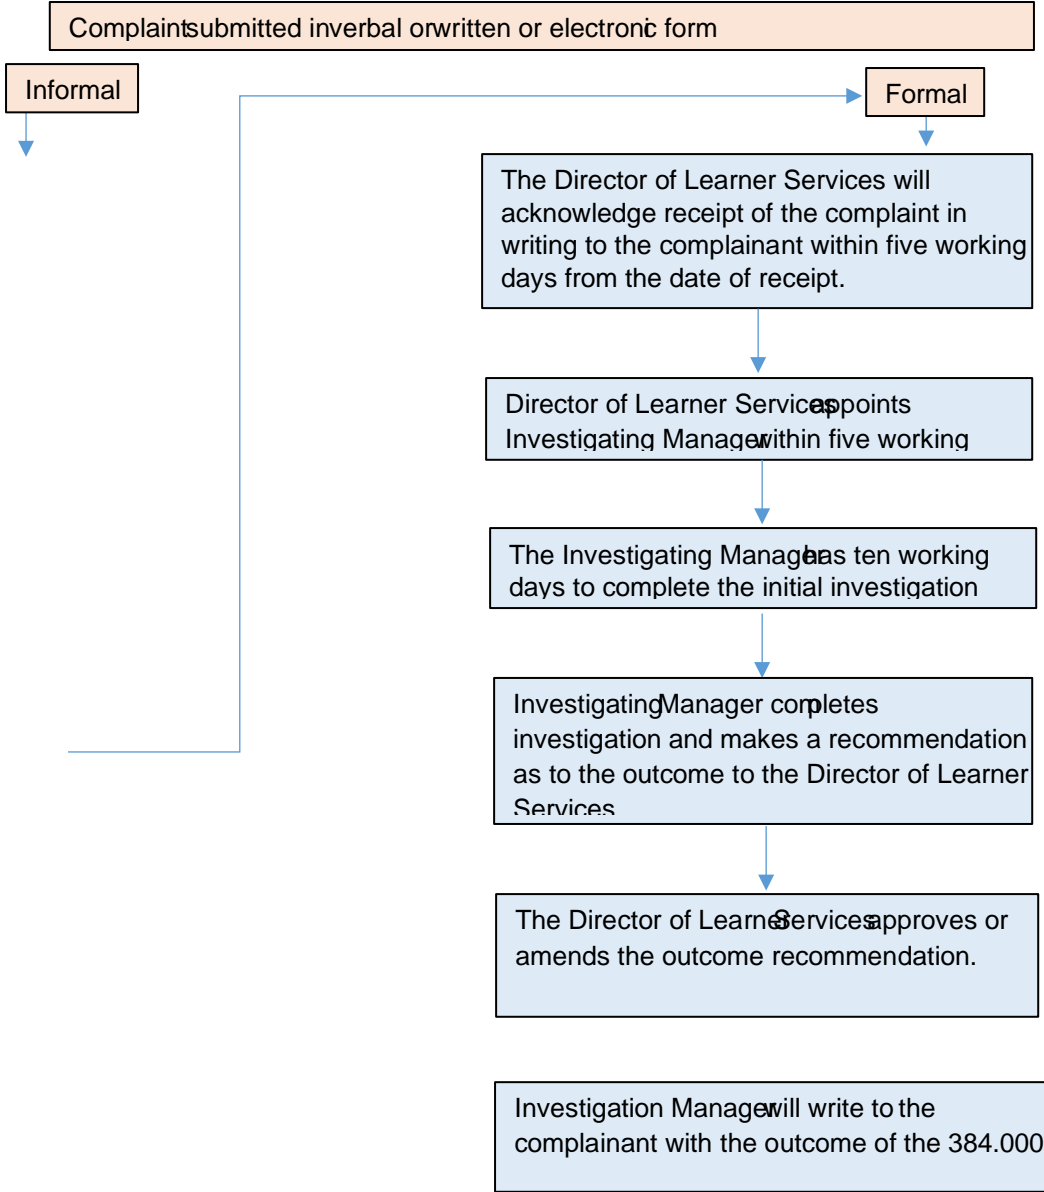 Complaint submitted in verbal or written or electronic form
Informal
Formal
The Director of Learner Services will
acknowledge receipt of the complaint in
writing to the complainant within five working
days from the date of receipt.
Director of Learner Services appoints
Investigating Manager within five working
The Investigating Manager has ten working
days to complete the initial investigation
Investigating Manager completes
investigation and makes a recommendation
as to the outcome to the Director of Learner
Services
The Director of Learner Services approves or
amends the outcome recommendation.
Investigation Manager will write to the
complainant with the outcome of the 384.000